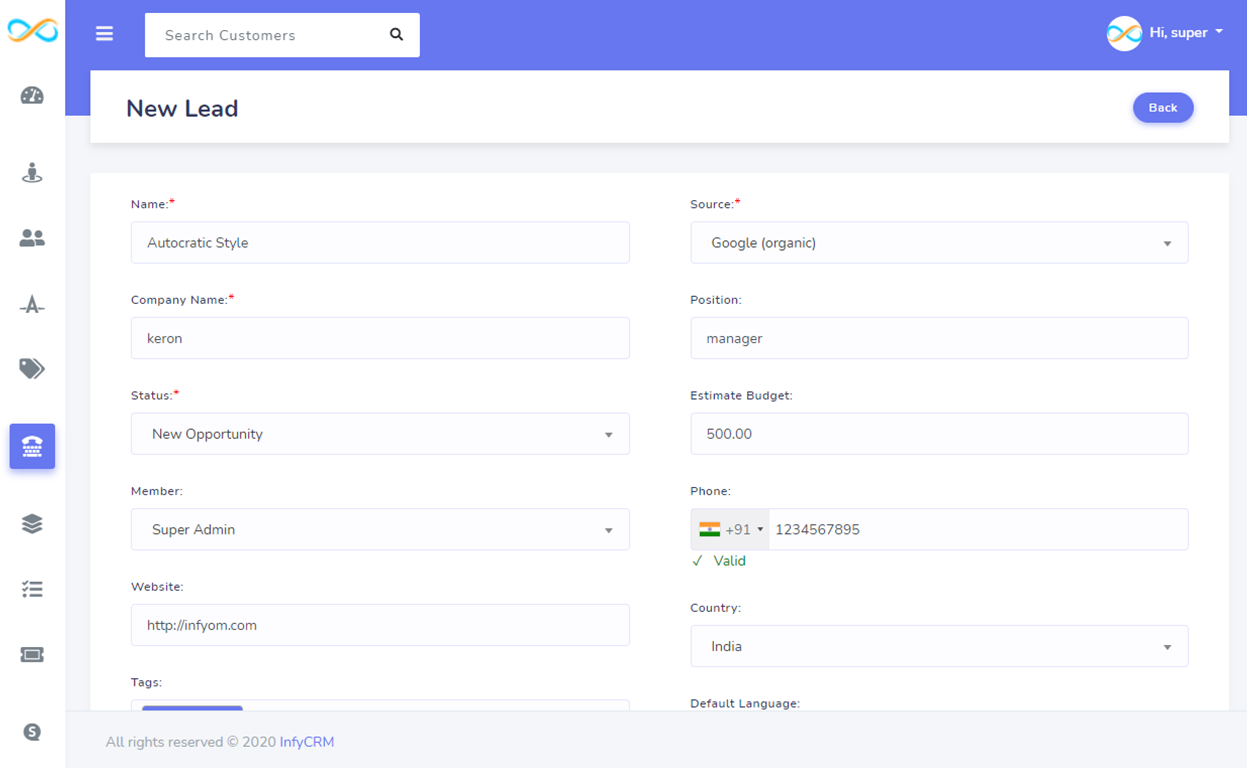 Search Customers
Hi, super
New Lead
Back
Name:*
Autocratic Style
Source:*
Google (organic)
Company Name:*
keron
Position:
manager
Status:*
New Opportunity
Estimate Budget:
500.00
Member:
Super Admin
Phone:
+91 1234567895
✓ Valid
Website:
http://infyom.com
Country:
India
Tags:
Default Language:
All rights reserved © 2020 InfyCRM